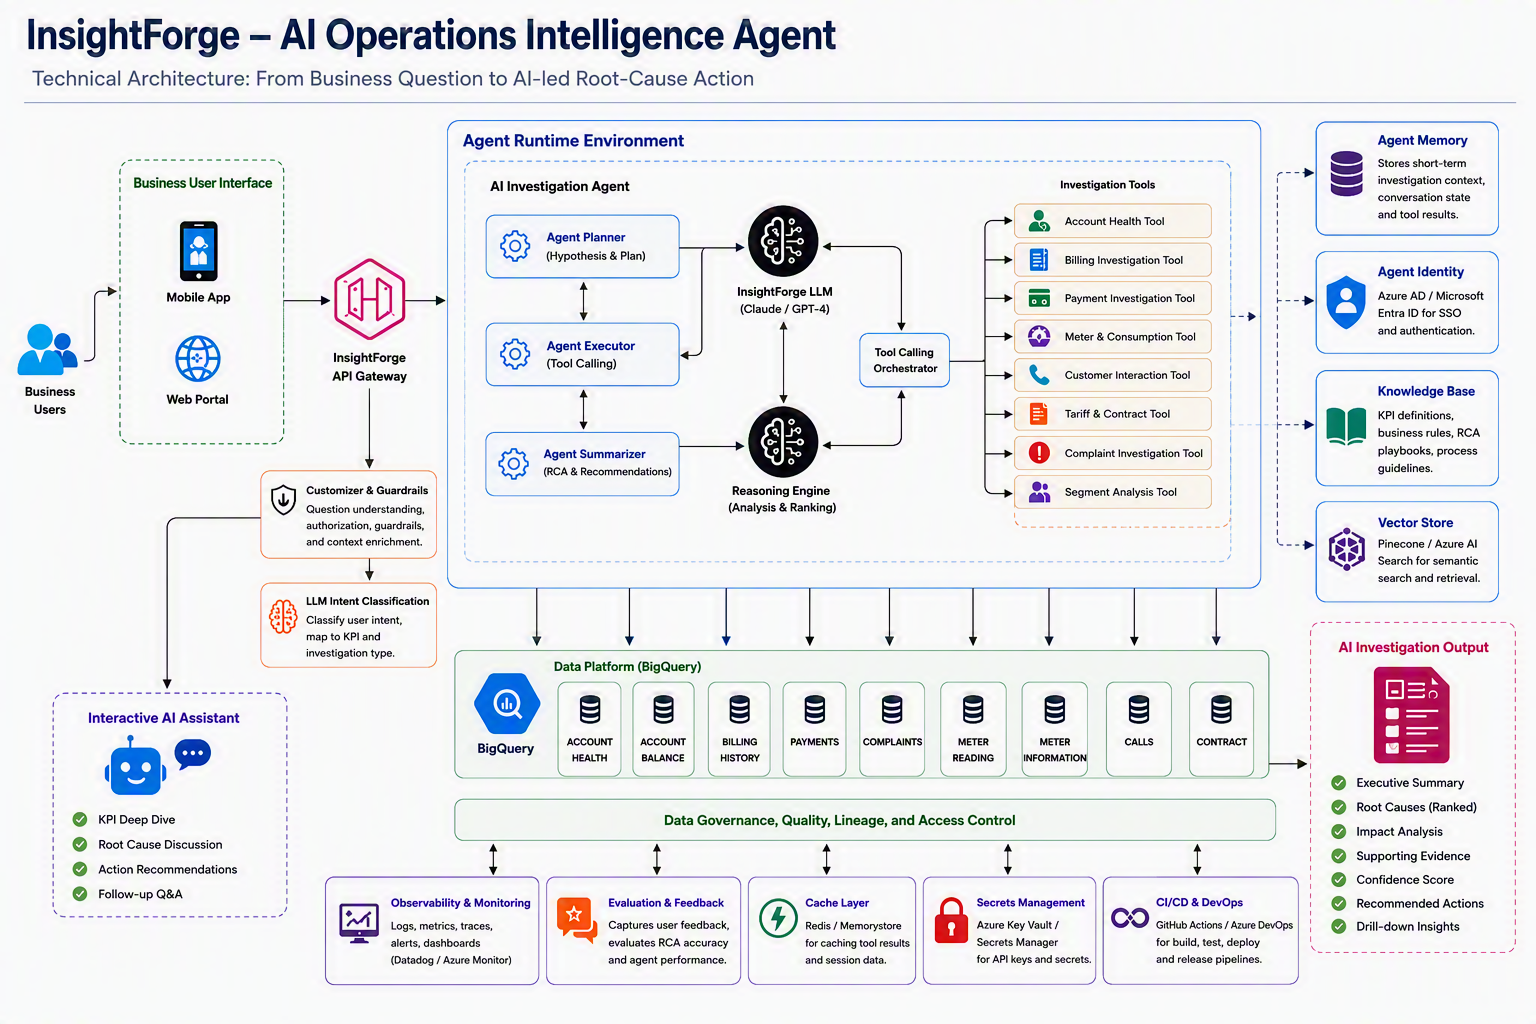 InsightForge – AI Operations Intelligence Agent
Technical Architecture: From Business Question to AI-led Root-Cause Action
Business
Users
Business User Interface
Mobile App
Web Portal
InsightForge
API Gateway
Customizer & Guardrails
Question understanding,
authorization, guardrails,
and context enrichment.
LLM Intent Classification
Classify user intent,
map to KPI and
investigation type.
Interactive AI Assistant
KPI Deep Dive
Root Cause Discussion
Action Recommendations
Follow-up Q&A
Agent Runtime Environment
AI Investigation Agent
Agent Planner
(Hypothesis & Plan)
Agent Executor
(Tool Calling)
Agent Summarizer
(RCA & Recommendations)
InsightForge LLM
(Claude / GPT-4)
Reasoning Engine
(Analysis & Ranking)
Tool Calling
Orchestrator
Investigation Tools
Account Health Tool
Billing Investigation Tool
Payment Investigation Tool
Meter & Consumption Tool
Customer Interaction Tool
Tariff & Contract Tool
Complaint Investigation Tool
Segment Analysis Tool
Agent Memory
Stores short-term
investigation context,
conversation state
and tool results.
Agent Identity
Azure AD / Microsoft
Entra ID for SSO
and authentication.
Knowledge Base
KPI definitions,
business rules, RCA
playbooks, process
guidelines.
Vector Store
Pinecone / Azure AI
Search for semantic
search and retrieval.
Data Platform (BigQuery)
BigQuery
ACCOUNT
HEALTH
ACCOUNT
BALANCE
BILLING
HISTORY
PAYMENTS
COMPLAINTS
METER
READING
METER
INFORMATION
CALLS
CONTRACT
Data Governance, Quality, Lineage, and Access Control
Observability & Monitoring
Logs, metrics, traces,
alerts, dashboards
(Datadog / Azure Monitor)
Evaluation & Feedback
Captures user feedback,
evaluates RCA accuracy
and agent performance.
Cache Layer
Redis / Memorystore
for caching tool results
and session data.
Secrets Management
Azure Key Vault /
Secrets Manager
for API keys and secrets.
CI/CD & DevOps
GitHub Actions / Azure DevOps
for build, test, deploy
and release pipelines.
AI Investigation Output
Executive Summary
Root Causes (Ranked)
Impact Analysis
Supporting Evidence
Confidence Score
Recommended Actions
Drill-down Insights